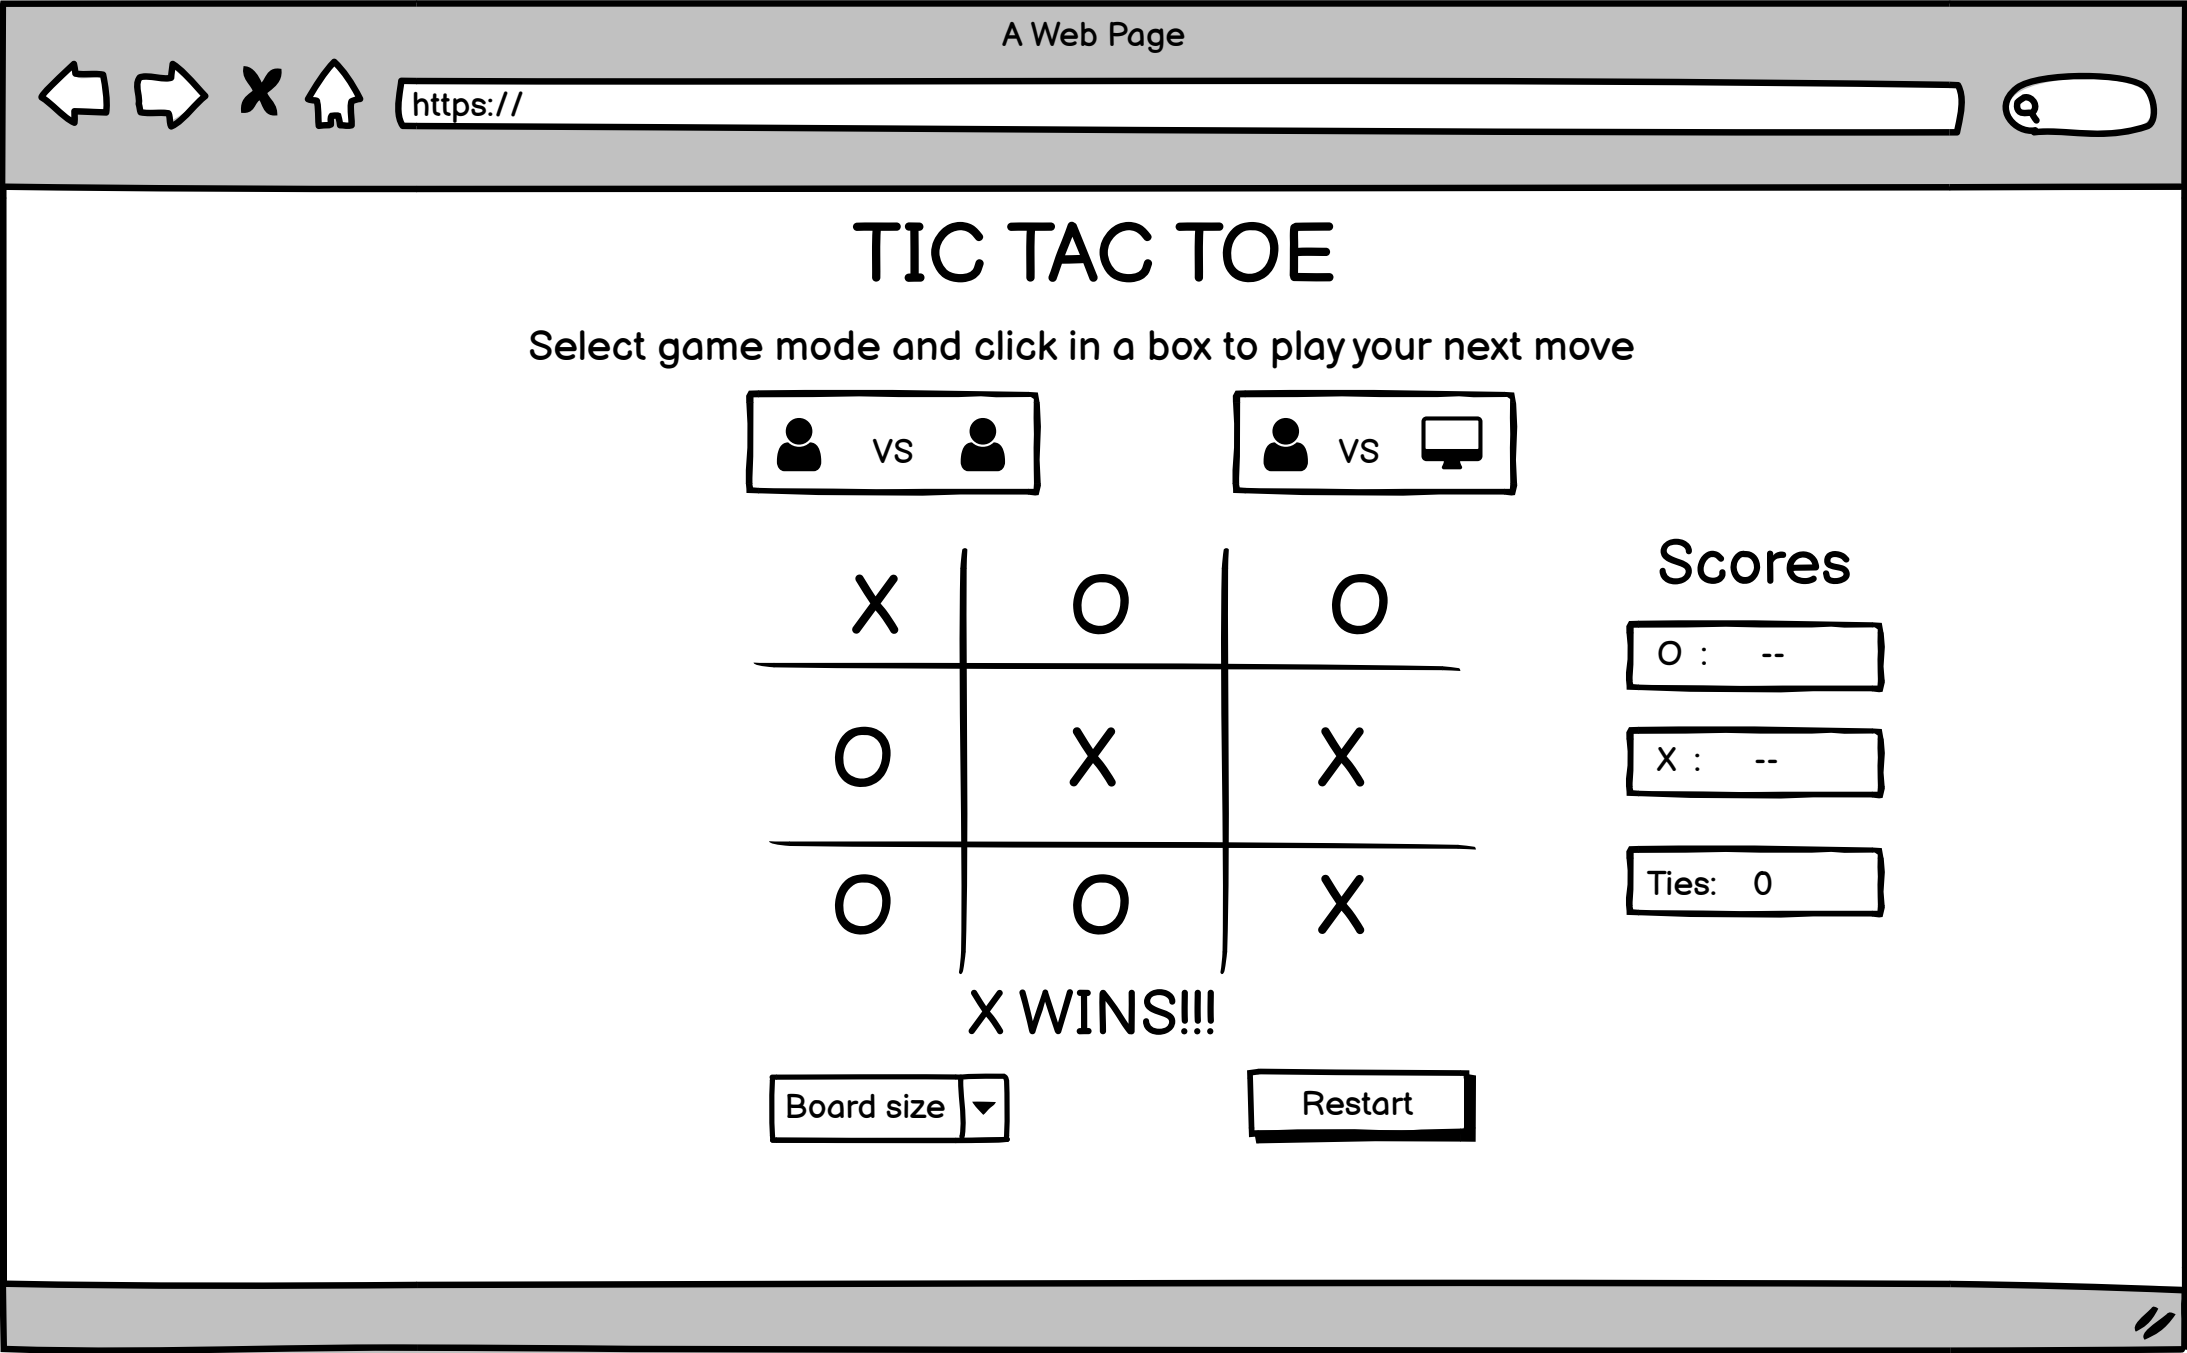 A Web Page
https://
TIC TAC TOE
Select game mode and click in a box to play your next move
VS
VS
X O O
O X X
O O X
Scores
O : --
X : --
Ties: 0
X WINS!!!
Board size
Restart